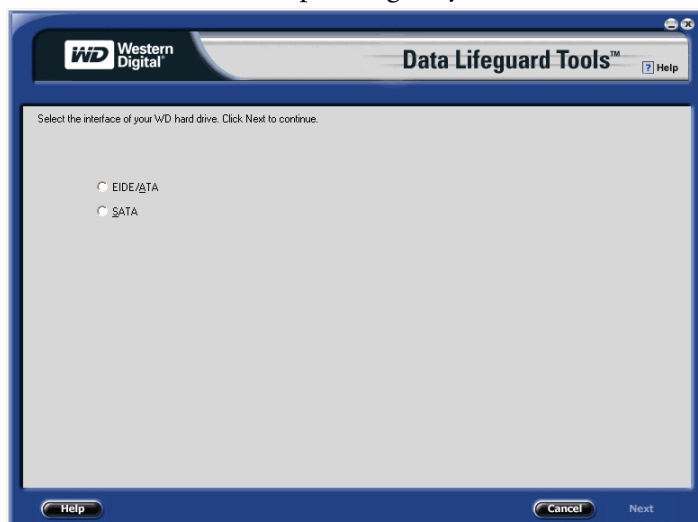 WD Western Digital®
Data Lifeguard Tools™
? Help
Select the interface of your WD hard drive. Click Next to continue.
EIDE/ATA
SATA
Help
Cancel
Next